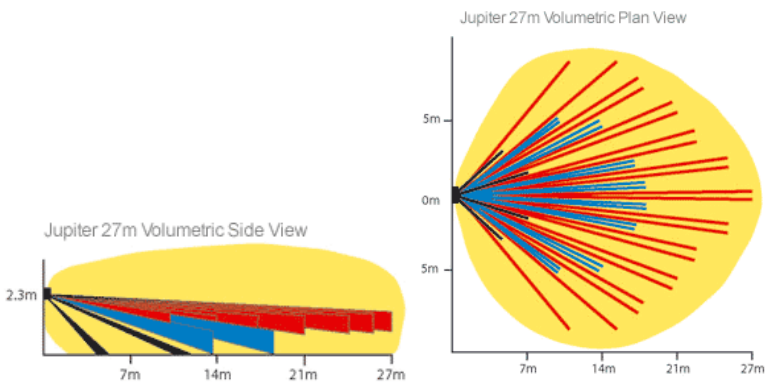 Jupiter 27m Volumetric Side View
2.3m
7m
14m
21m
27m
Jupiter 27m Volumetric Plan View
5m
0m
5m
7m
14m
21m
27m